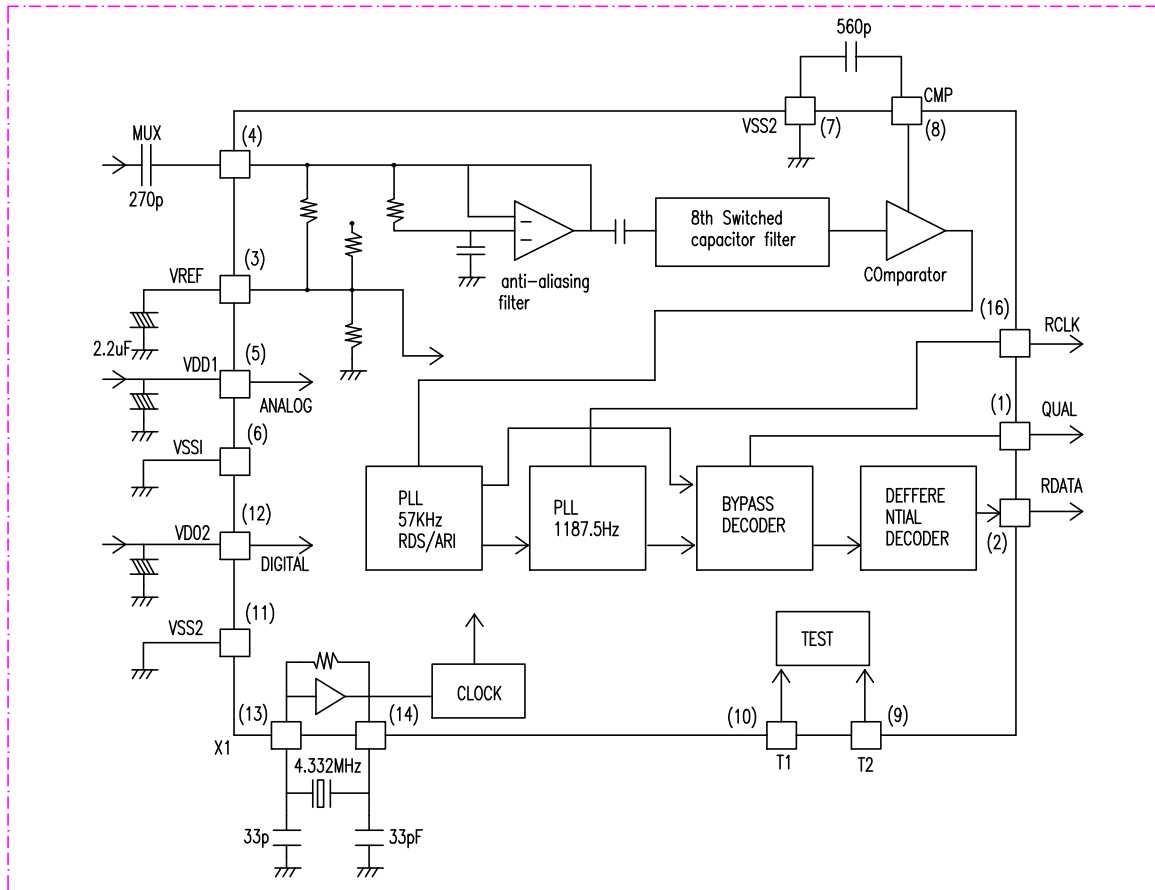 560p
CMP
VSS2
(7)
(8)
MUX
(4)
270p
8th Switched
capacitor filter
(3)
VREF
anti-aliasing
filter
COmparator
(16)
RCLK
2.2uF
VDD1
(5)
ANALOG
(1)
QUAL
VSSI
(6)
PLL
57KHz
RDS/ARI
PLL
1187.5Hz
BYPASS
DECODER
DEFFERE
NTIAL
DECODER
RDATA
(2)
(12)
VDO2
DIGITAL
(11)
VSS2
TEST
CLOCK
(13)
(14)
(10)
(9)
X1
T1
T2
4.332MHz
33p
33pF